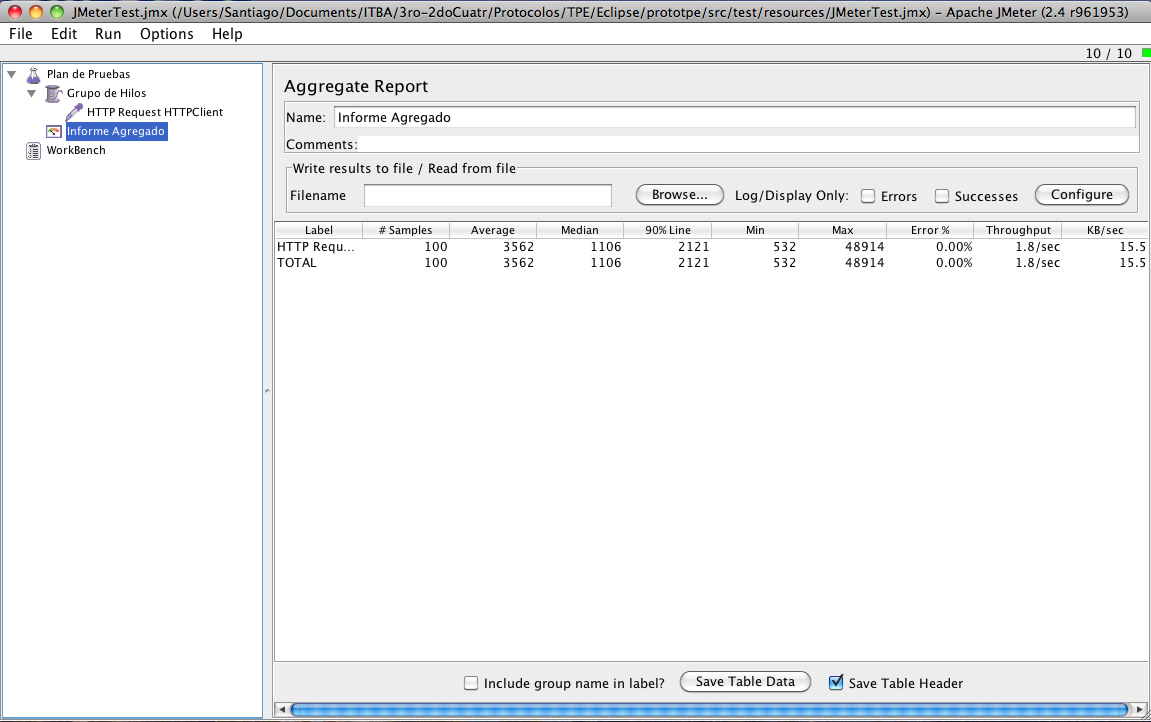 JMeterTest.jmx (/Users/Santiago/Documents/ITBA/3ro-2doCuatr/Protocolos/TPE/Eclipse/prototpe/src/test/resources/JMeterTest.jmx) - Apache JMeter (2.4 r961953)
File Edit Run Options Help
10 / 10
Plan de Pruebas
Grupo de Hilos
HTTP Request HTTPClient
Informe Agregado
WorkBench
Aggregate Report
Name: Informe Agregado
Comments:
Write results to file / Read from file
Filename Browse... Log/Display Only: Errors Successes Configure
Label # Samples Average Median 90% Line Min Max Error % Throughput KB/sec
HTTP Requ... 100 3562 1106 2121 532 48914 0.00% 1.8/sec 15.5
TOTAL 100 3562 1106 2121 532 48914 0.00% 1.8/sec 15.5
Include group name in label? Save Table Data Save Table Header